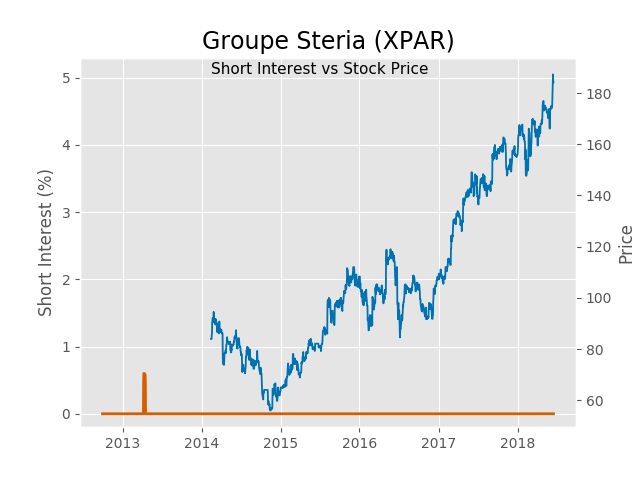 Groupe Steria (XPAR)
Short Interest vs Stock Price
Short Interest (%)
5
4
3
2
1
0
180
160
140
120
100
80
60
Price
2013 2014 2015 2016 2017 2018